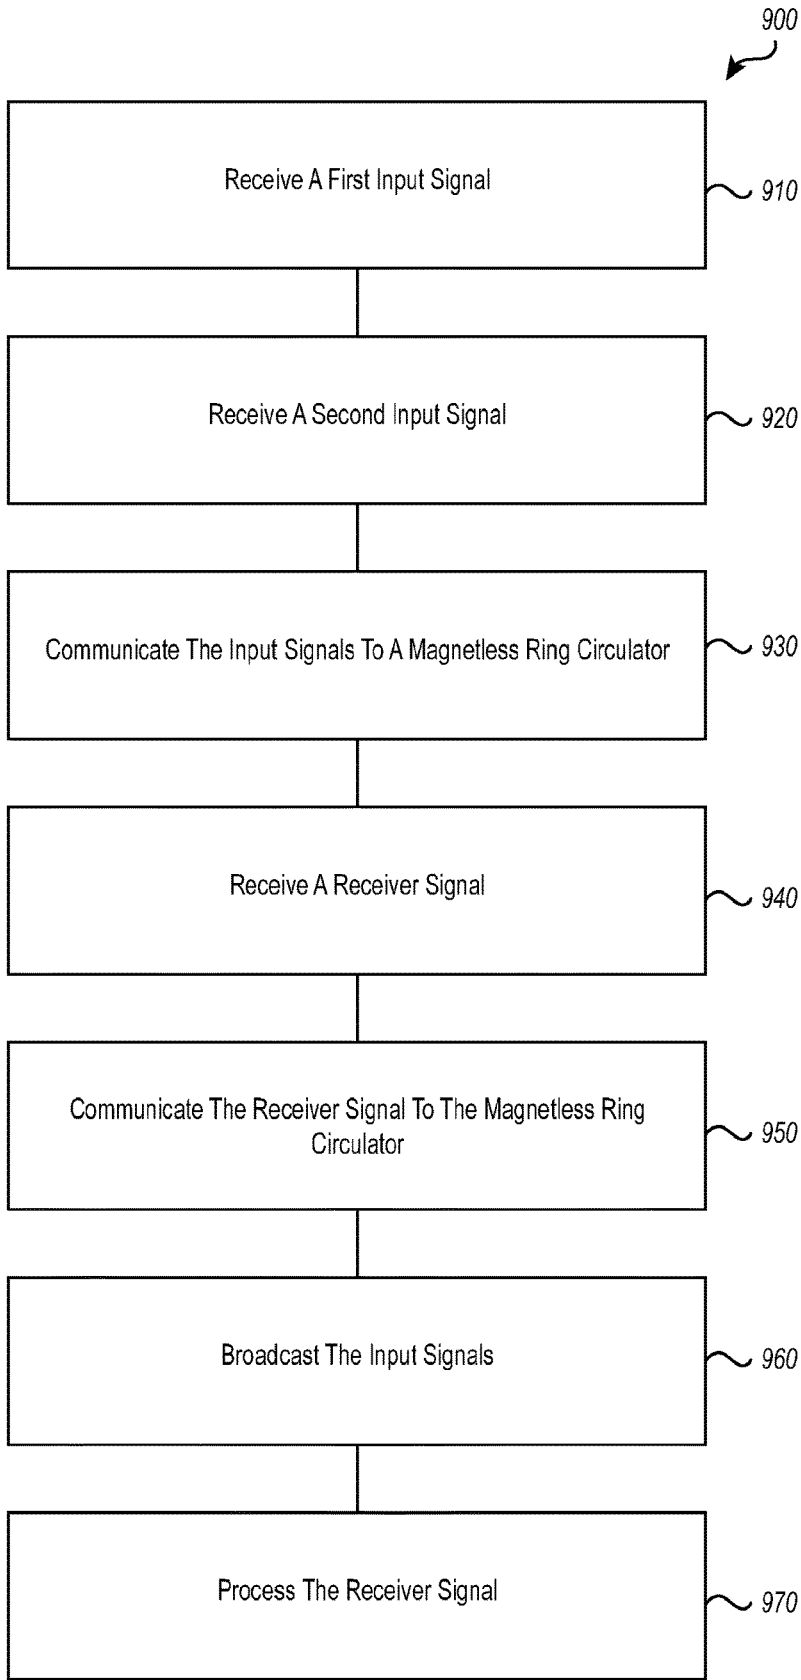 900
Receive A First Input Signal
910
Receive A Second Input Signal
920
Communicate The Input Signals To A Magnetless Ring Circulator
930
Receive A Receiver Signal
940
Communicate The Receiver Signal To The Magnetless Ring
Circulator
950
Broadcast The Input Signals
960
Process The Receiver Signal
970